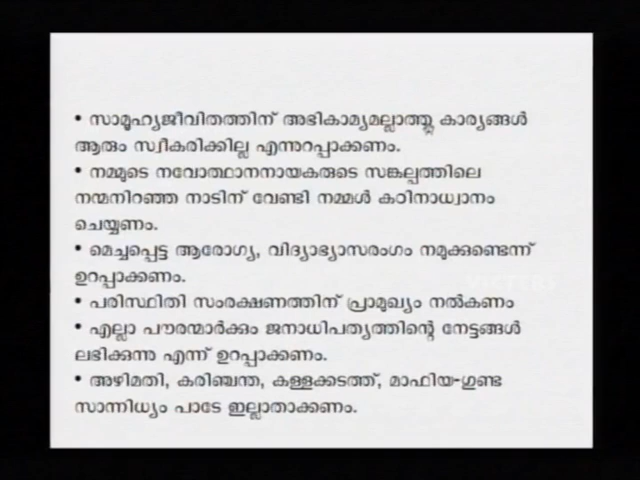 • സാമൂഹ്യജീവിതത്തിന് അഭികാമ്യമല്ലാത്ത കാര്യങ്ങൾ
ആരും സ്വീകരിക്കില്ല എന്നുറപ്പാക്കണം.
• നമ്മുടെ നവോത്ഥാനനായകരുടെ സങ്കല്പത്തിലെ
നന്മനിറഞ്ഞ നാടിന് വേണ്ടി നമ്മൾ കഠിനാധ്വാനം
ചെയ്യണം.
• മെച്ചപ്പെട്ട ആരോഗ്യ, വിദ്യാഭ്യാസരംഗം നമുക്കുണ്ടെന്ന്
ഉറപ്പാക്കണം.
• പരിസ്ഥിതി സംരക്ഷണത്തിന് പ്രാമുഖ്യം നൽകണം
• എല്ലാ പൗരന്മാർക്കും ജനാധിപത്യത്തിന്റെ നേട്ടങ്ങൾ
ലഭിക്കുന്നു എന്ന് ഉറപ്പാക്കണം.
• അഴിമതി, കരിഞ്ചന്ത, കള്ളക്കടത്ത്, മാഫിയ-ഗുണ്ട
സാന്നിധ്യം പാടേ ഇല്ലാതാക്കണം.